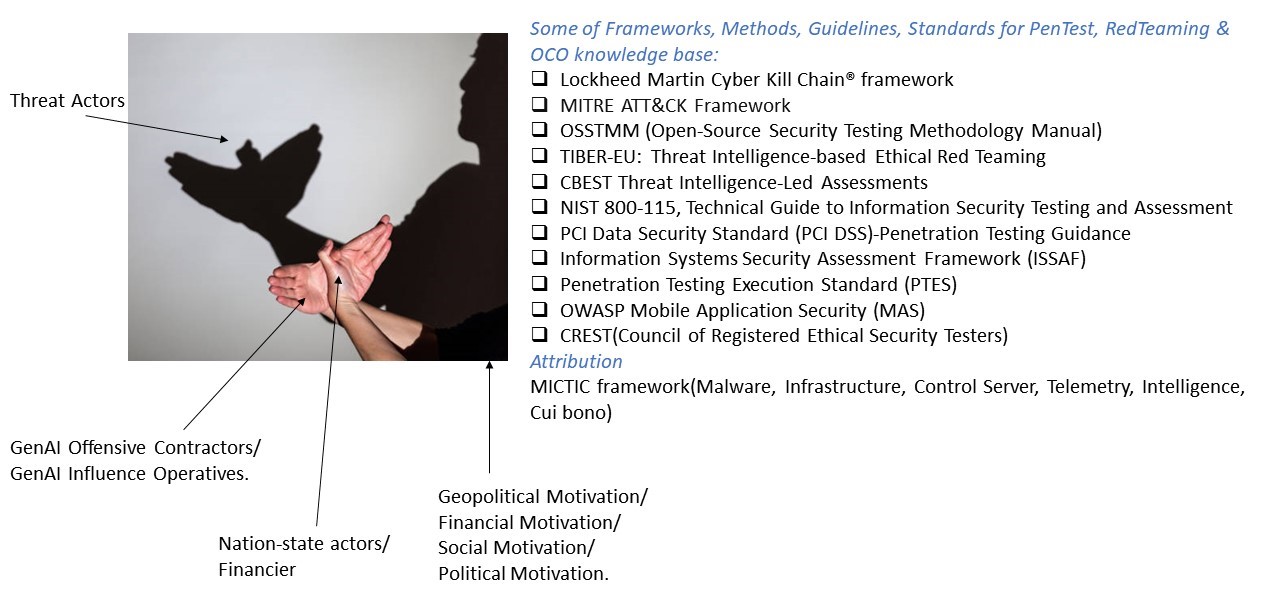 Threat Actors
GenAI Offensive Contractors/
GenAI Influence Operatives.
Nation-state actors/
Financier
Geopolitical Motivation/
Financial Motivation/
Social Motivation/
Political Motivation.
Some of Frameworks, Methods, Guidelines, Standards for PenTest, RedTeaming &
OCO knowledge base:
❑ Lockheed Martin Cyber Kill Chain® framework
❑ MITRE ATT&CK Framework
❑ OSSTMM (Open-Source Security Testing Methodology Manual)
❑ TIBER-EU: Threat Intelligence-based Ethical Red Teaming
❑ CBEST Threat Intelligence-Led Assessments
❑ NIST 800-115, Technical Guide to Information Security Testing and Assessment
❑ PCI Data Security Standard (PCI DSS)-Penetration Testing Guidance
❑ Information Systems Security Assessment Framework (ISSAF)
❑ Penetration Testing Execution Standard (PTES)
❑ OWASP Mobile Application Security (MAS)
❑ CREST(Council of Registered Ethical Security Testers)
Attribution
MICTIC framework(Malware, Infrastructure, Control Server, Telemetry, Intelligence,
Cui bono)